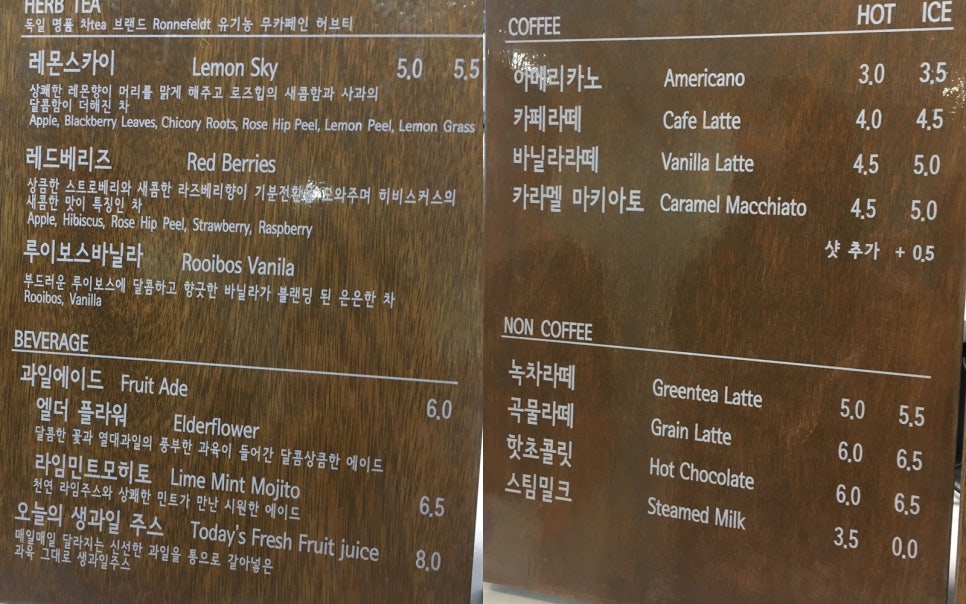 HERB TEA
독일 명품 차tea 브랜드 Ronnefeldt 유기농 무카페인 허브티
레몬스카이 Lemon Sky 5.0 5.5
상쾌한 레몬향이 머리를 맑게 해주고 로즈힙의 새콤함과 사과의
달콤함이 더해진 차
Apple, Blackberry Leaves, Chicory Roots, Rose Hip Peel, Lemon Peel, Lemon Grass
레드베리즈 Red Berries
상큼한 스트로베리와 새콤한 라즈베리향이 기분전환을 도와주며 히비스커스의
새콤한 맛이 특징인 차
Apple, Hibiscus, Rose Hip Peel, Strawberry, Raspberry
루이보스바닐라 Rooibos Vanila
부드러운 루이보스에 달콤하고 향긋한 바닐라가 블랜딩 된 은은한 차
Rooibos, Vanilla
BEVERAGE
과일에이드 Fruit Ade 6.0
엘더 플라워 Elderflower
달콤한 꽃과 열대과일의 풍부한 과육이 들어간 달콤상큼한 에이드
라임민트모히토 Lime Mint Mojito 6.5
천연 라임주스와 상쾌한 민트가 만난 시원한 에이드
오늘의 생과일 주스 Today's Fresh Fruit juice 8.0
매일매일 달라지는 신선한 과일을 통으로 갈아넣은
과육 그대로 생과일주스
COFFEE HOT ICE
아메리카노 Americano 3.0 3.5
카페라떼 Cafe Latte 4.0 4.5
바닐라라떼 Vanilla Latte 4.5 5.0
카라멜 마키아토 Caramel Macchiato 4.5 5.0
샷 추가 + 0.5
NON COFFEE
녹차라떼 Greentea Latte 5.0 5.5
곡물라떼 Grain Latte 6.0 6.5
핫초콜릿 Hot Chocolate 6.0 6.5
스팀밀크 Steamed Milk 3.5 0.0